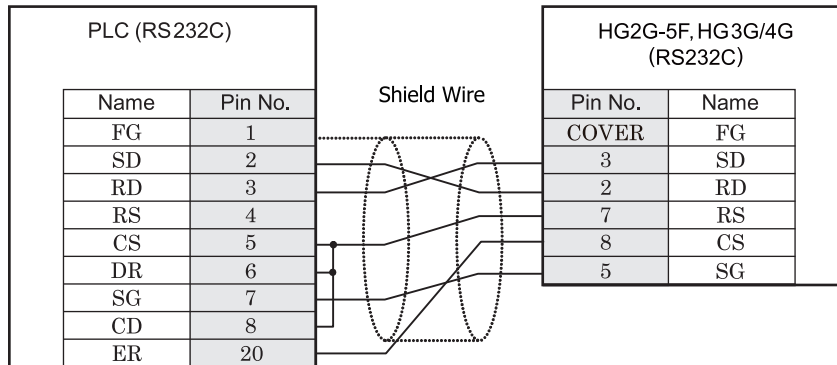 PLC (RS232C)
Name Pin No.
FG 1
SD 2
RD 3
RS 4
CS 5
DR 6
SG 7
CD 8
ER 20
Shield Wire
HG2G-5F, HG3G/4G
(RS232C)
Pin No. Name
COVER FG
3 SD
2 RD
7 RS
8 CS
5 SG